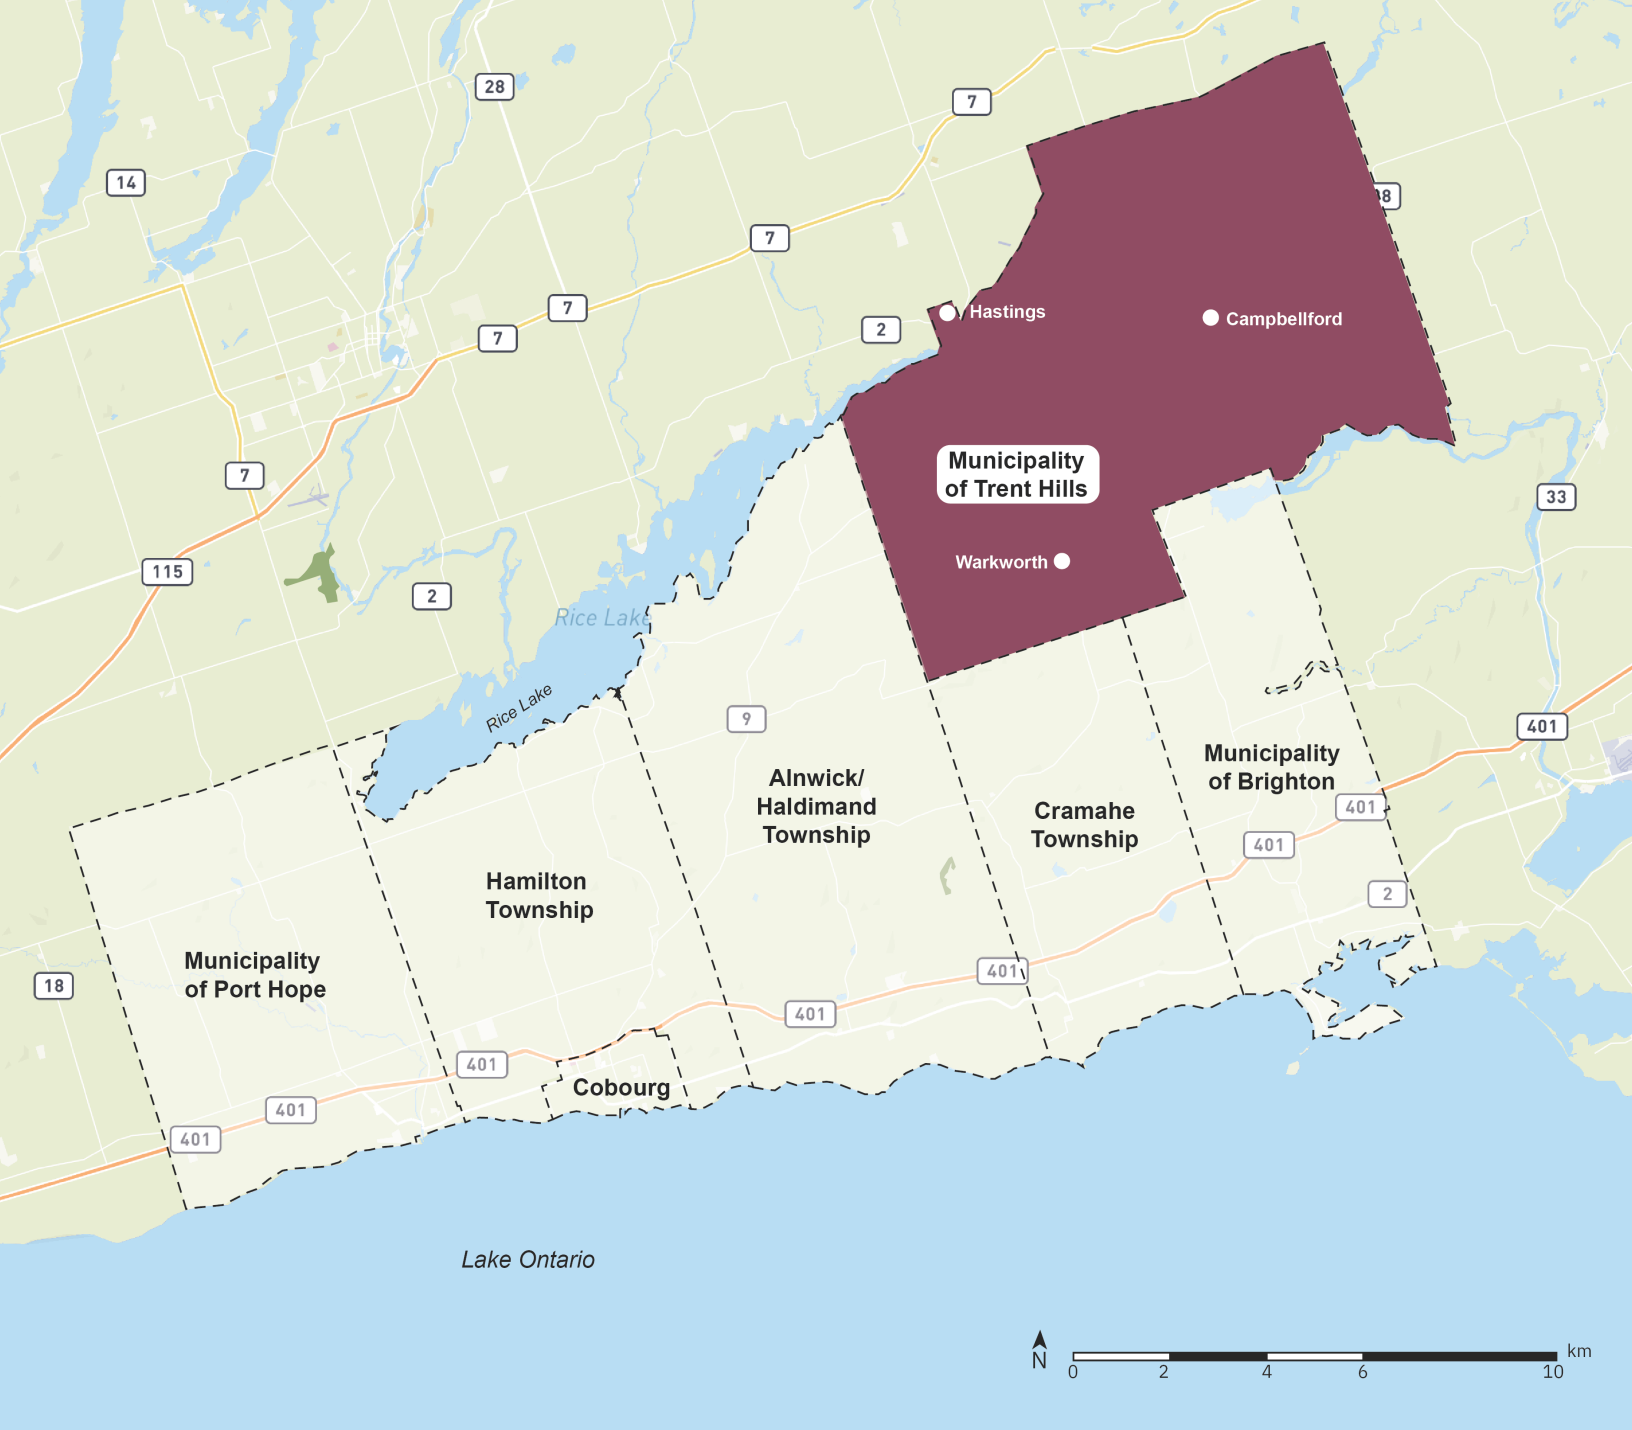 28
7
14
38
7
7
2
Hastings
Campbellford
7
Municipality
of Trent Hills
7
33
115
Warkworth
2
Rice Lake
Rice Lake
9
401
Municipality
of Brighton
Alnwick/
Haldimand
Township
Cramahe
Township
401
401
Hamilton
Township
2
Municipality
of Port Hope
18
401
401
401
Cobourg
401
401
Lake Ontario
N
km
0
2
4
6
10